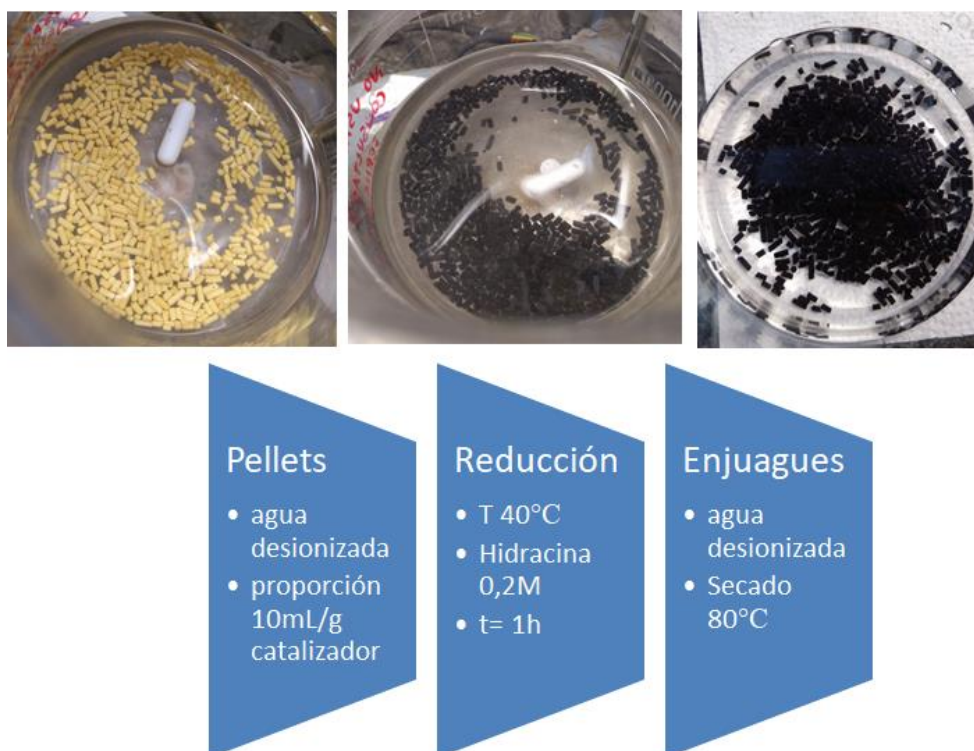 Pellets
• agua
desionizada
• proporción
10mL/g
catalizador
Reducción
• T 40°C
• Hidracina
0,2M
• t= 1h
Enjuagues
• agua
desionizada
• Secado
80°C